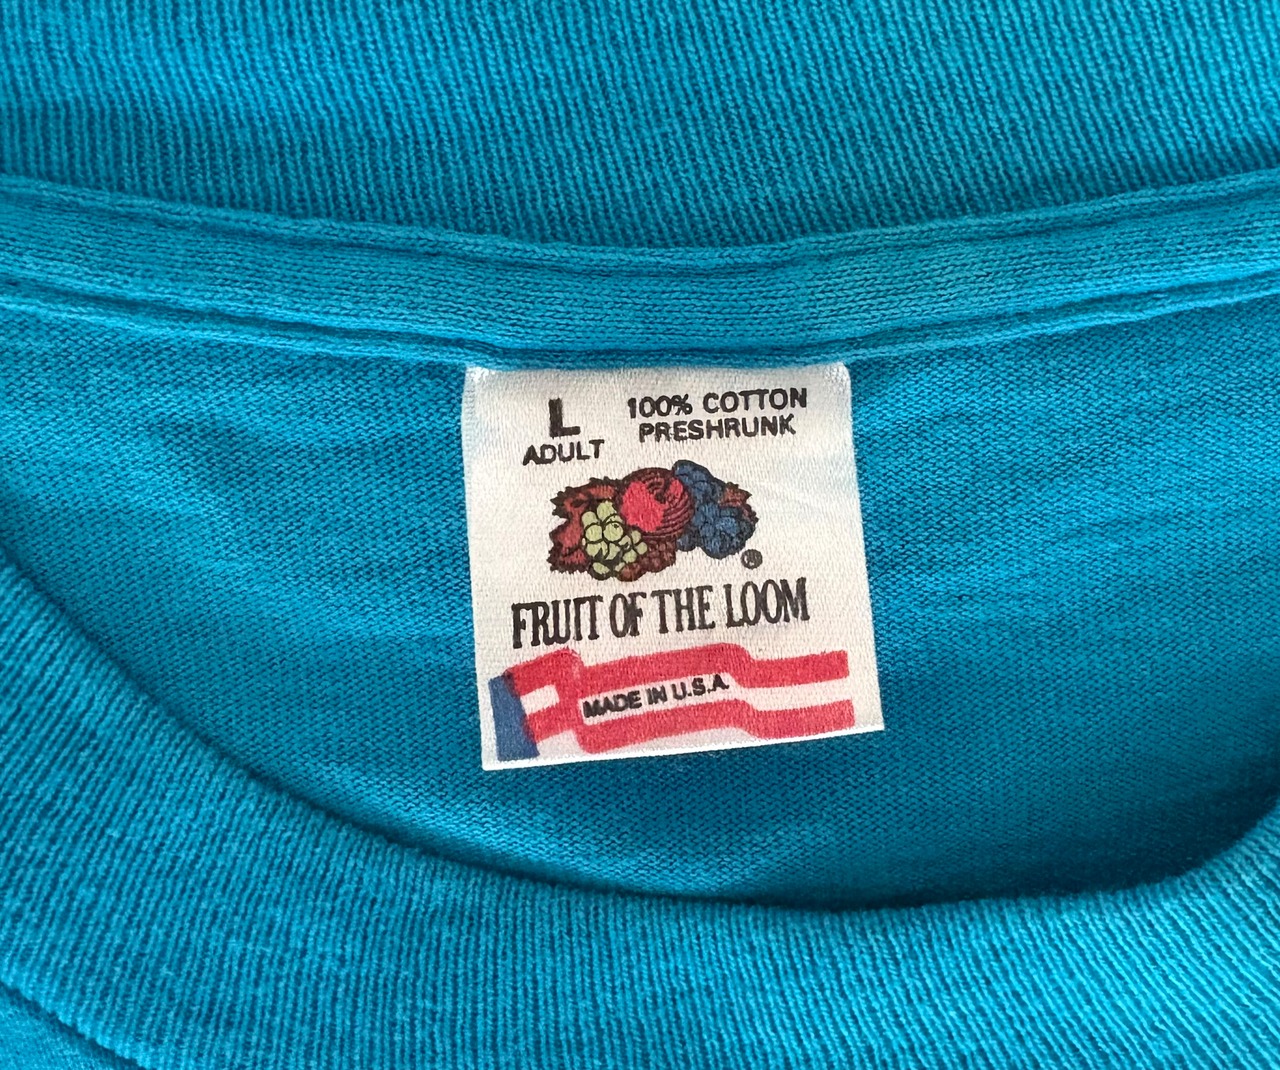 L
ADULT
100% COTTON
PRESHRUNK
®
FRUIT OF THE LOOM
MADE IN U.S.A.